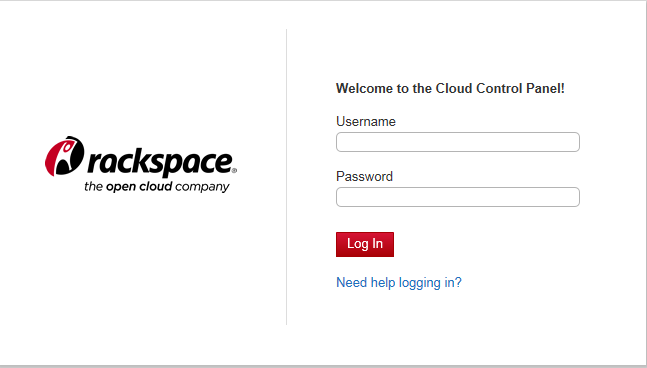 rackspace®
the open cloud company
Welcome to the Cloud Control Panel!
Username
Password
Log In
Need help logging in?